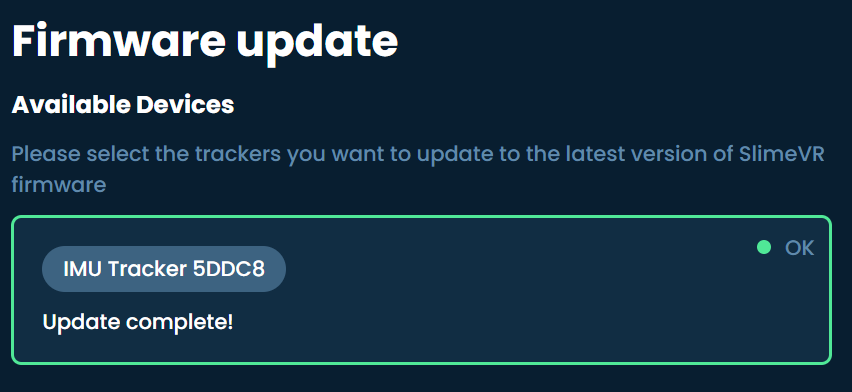 Firmware update
Available Devices
Please select the trackers you want to update to the latest version of SlimeVR
firmware
OK
IMU Tracker 5DDC8
Update complete!